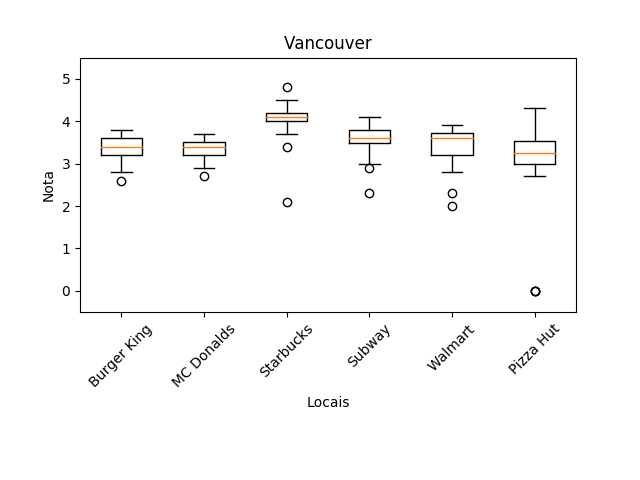 Vancouver
5
4
3
2
1
0
Nota
Burger King
MC Donalds
Starbucks
Subway
Walmart
Pizza Hut
Locais